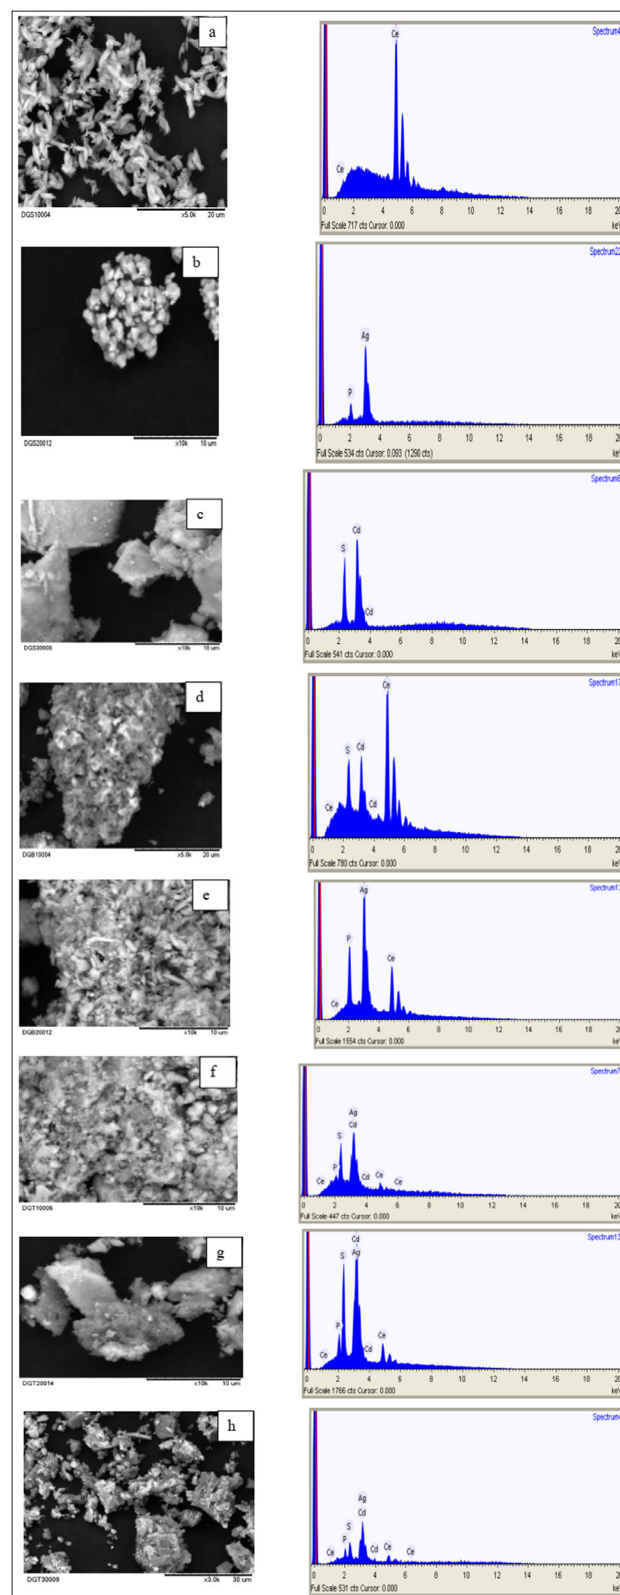 a
DGS10004 x5.0k 20 um
Ce
Ce
0 2 4 6 8 10 12 14 16 18 20
Full Scale 717 cts Cursor: 0.000
b
DGS20012 x10k 10 um
Spectrum22
Ag
P
0 2 4 6 8 10 12 14 16 18 20
Full Scale 534 cts Cursor: 0.093 (1290 cts)
c
DGS30008 x10k 10 um
Cd
S
Cd
0 2 4 6 8 10 12 14 16 18 20
Full Scale 541 cts Cursor: 0.000
d
DGB10004 x5.0k 20 um
Ce
S Cd
Ce Cd
0 2 4 6 8 10 12 14 16 18 20
Full Scale 780 cts Cursor: 0.000
e
DGB20012 x10k 10 um
Ag
P
Ce
Ce
0 2 4 6 8 10 12 14 16 18 20
Full Scale 1554 cts Cursor: 0.000
f
DGT10006 x10k 10 um
Ag
S Cd
P
Ce Cd Ce Ce
0 2 4 6 8 10 12 14 16 18 20
Full Scale 447 cts Cursor: 0.000
g
DGT20014 x10k 10 um
Cd
S Ag
P
Ce Cd Ce
0 2 4 6 8 10 12 14 16 18 20
Full Scale 1766 cts Cursor: 0.000
h
DGT30009 x3.0k 30 um
Ag
S Cd
P
Ce Cd Ce Ce
0 2 4 6 8 10 12 14 16 18 20
Full Scale 531 cts Cursor: 0.000